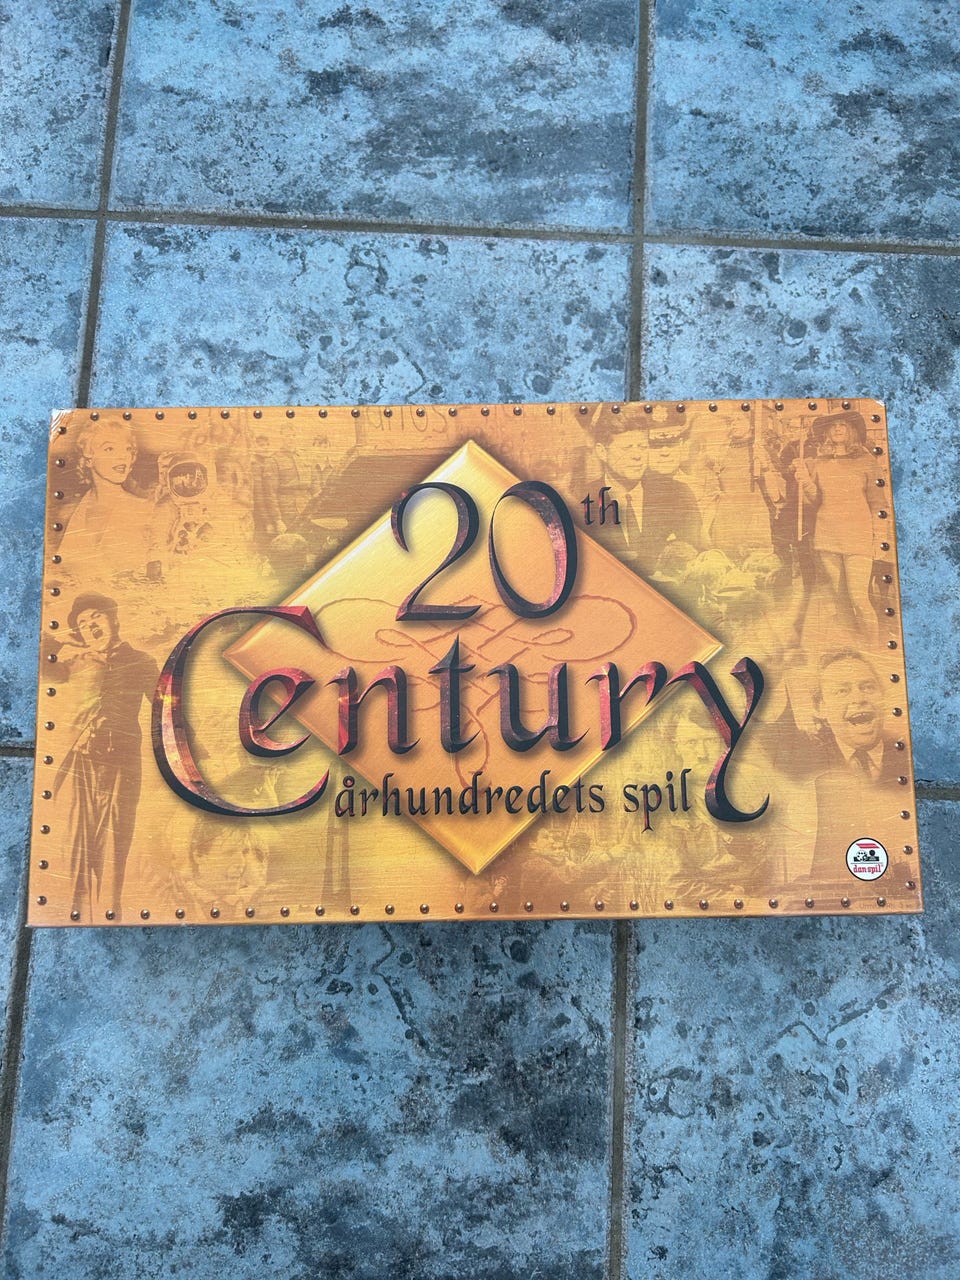 20th
Century
århundredets spil
dan spil